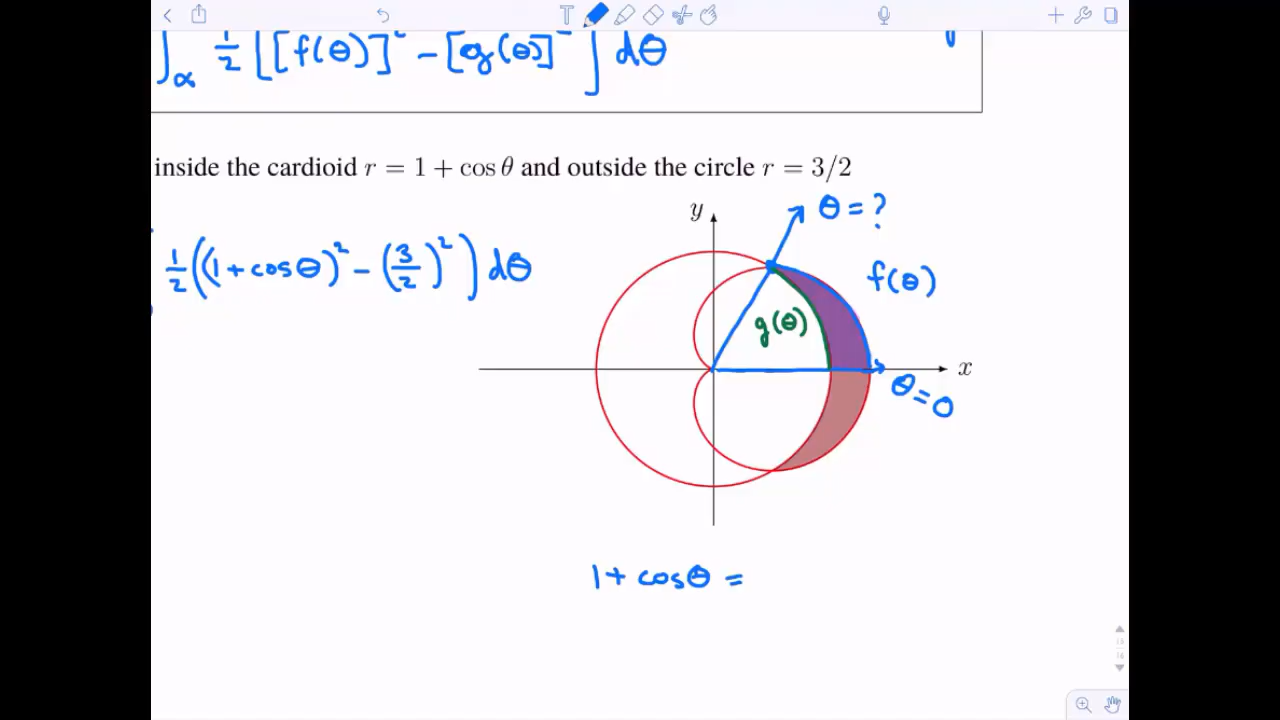 ∫_α 1/2 [[f(θ)]² - [g(θ)]² ] dθ
inside the cardioid r = 1 + cos θ and outside the circle r = 3/2
y
θ = ?
1/2 ((1 + cosθ)² - (3/2)²) dθ
f(θ)
g(θ)
x
θ = 0
1 + cosθ =